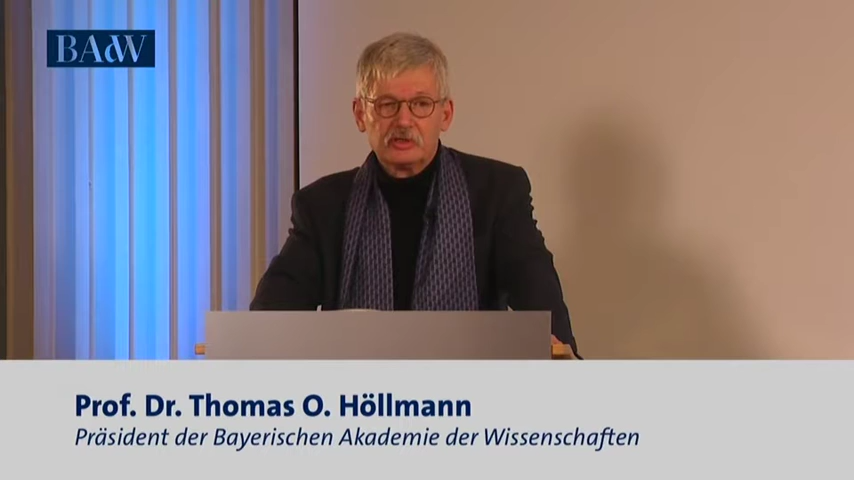 BAdW
Prof. Dr. Thomas O. Höllmann
Präsident der Bayerischen Akademie der Wissenschaften